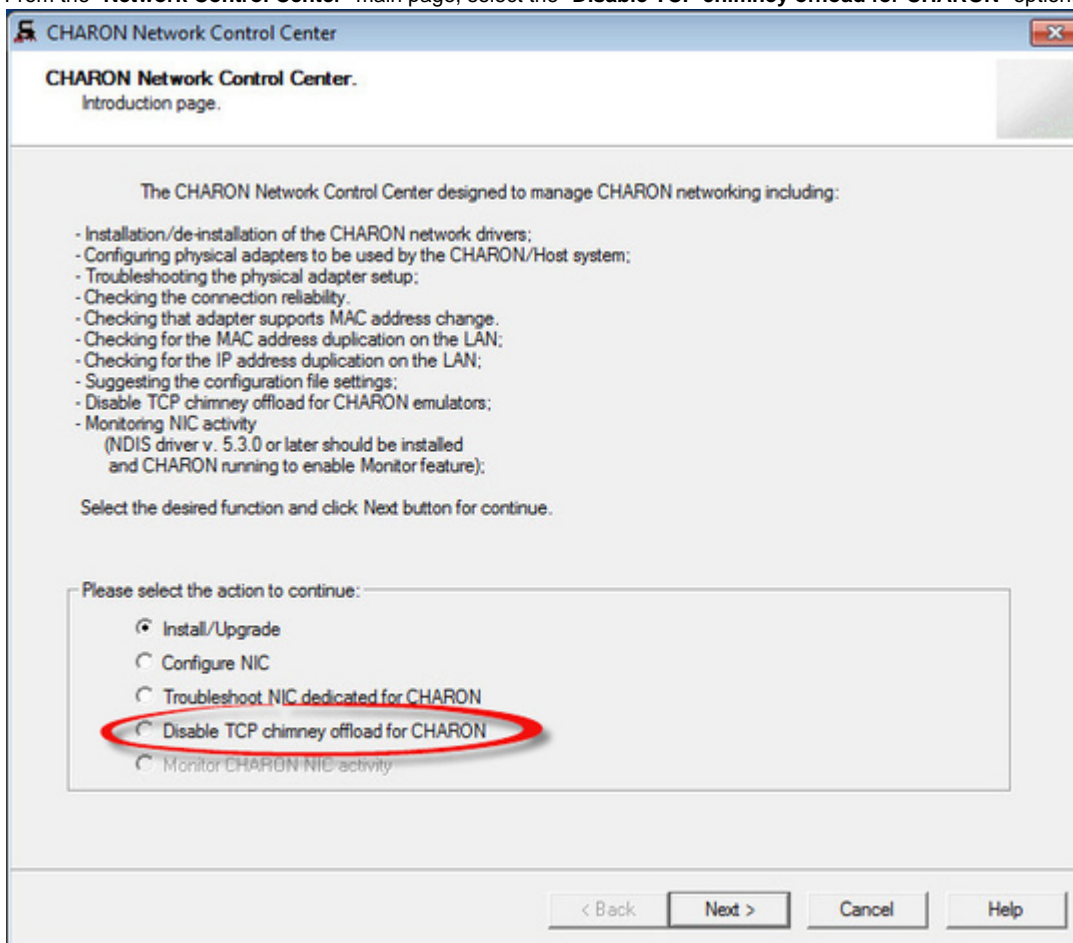 From the "Network Control Center" main page, select the "Disable TCP chimney offload for CHARON" option
CHARON Network Control Center
CHARON Network Control Center.
Introduction page.
The CHARON Network Control Center designed to manage CHARON networking including:
- Installation/de-installation of the CHARON network drivers;
- Configuring physical adapters to be used by the CHARON/Host system;
- Troubleshooting the physical adapter setup;
- Checking the connection reliability.
- Checking that adapter supports MAC address change.
- Checking for the MAC address duplication on the LAN;
- Checking for the IP address duplication on the LAN;
- Suggesting the configuration file settings;
- Disable TCP chimney offload for CHARON emulators;
- Monitoring NIC activity
(NDIS driver v. 5.3.0 or later should be installed
and CHARON running to enable Monitor feature);
Select the desired function and click Next button for continue.
Please select the action to continue:
Install/Upgrade
Configure NIC
Troubleshoot NIC dedicated for CHARON
Disable TCP chimney offload for CHARON
Monitor CHARON NIC activity
< Back
Next >
Cancel
Help